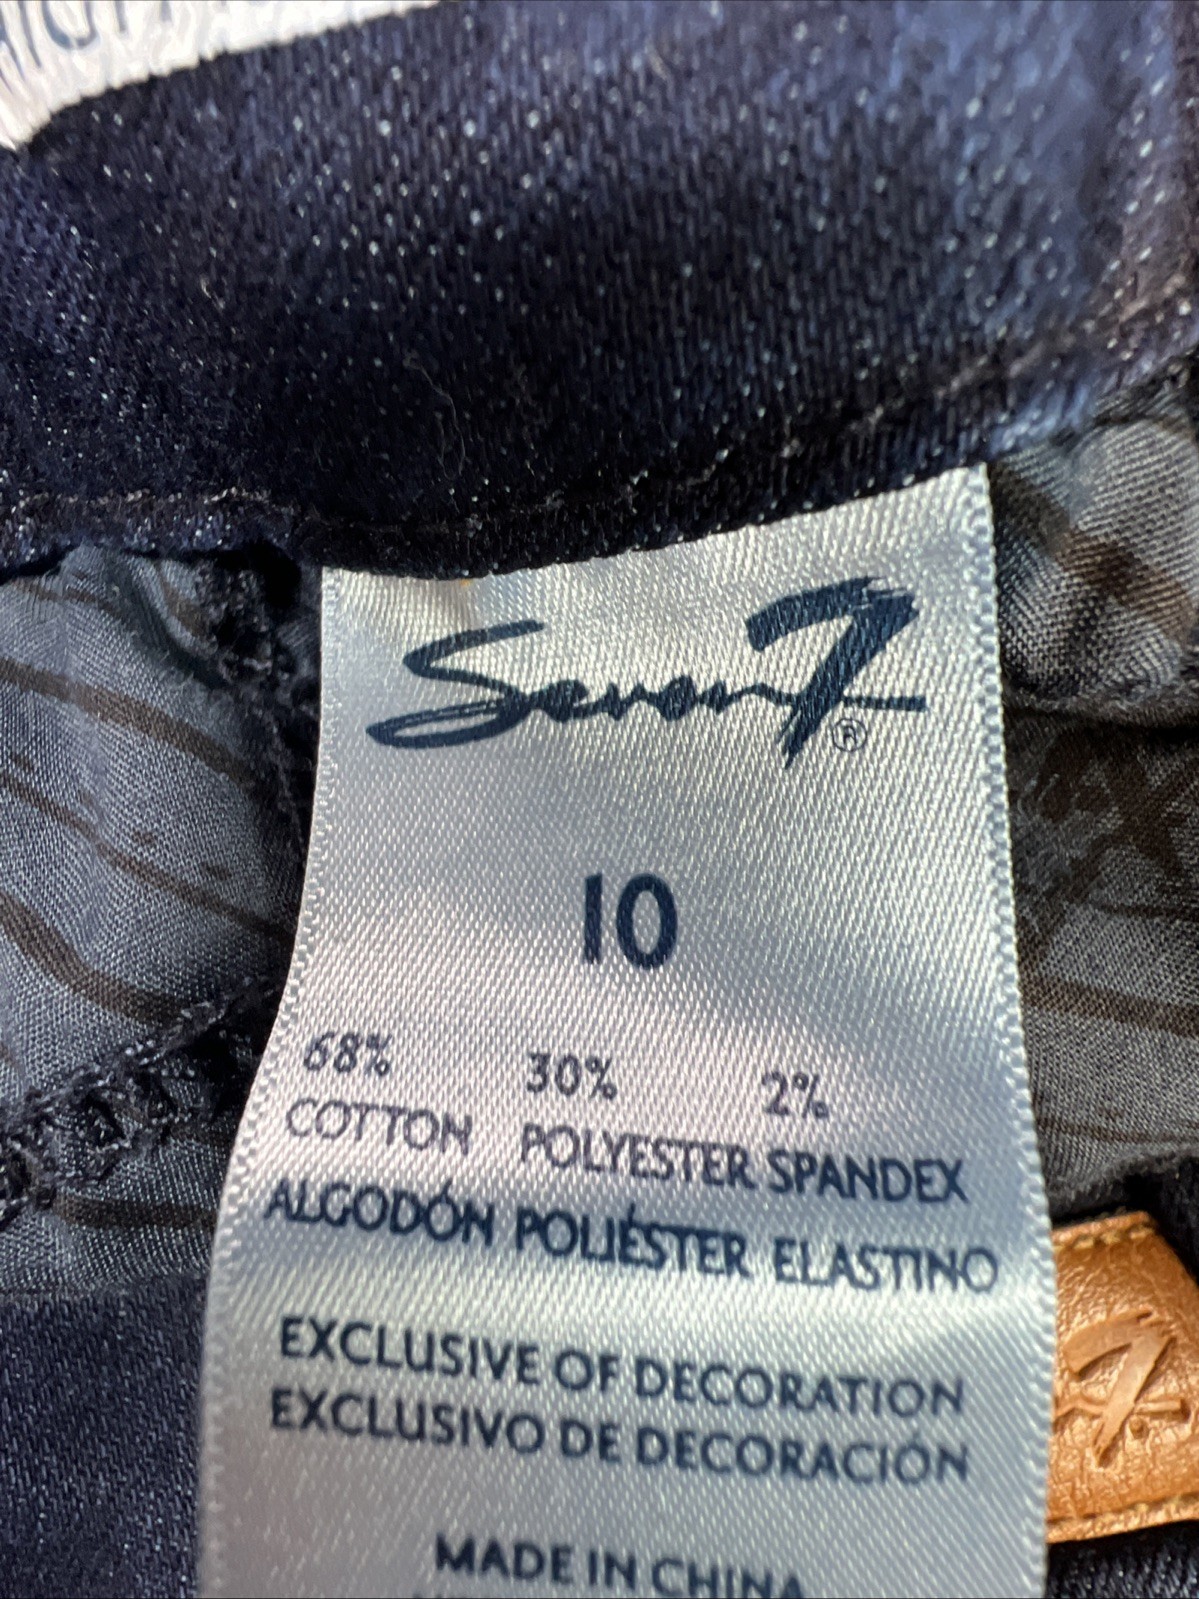 Seven7®
10
68% 30% 2%
COTTON POLYESTER SPANDEX
ALGODÓN POLIÉSTER ELASTINO
EXCLUSIVE OF DECORATION
EXCLUSIVO DE DECORACIÓN
MADE IN CHINA
7